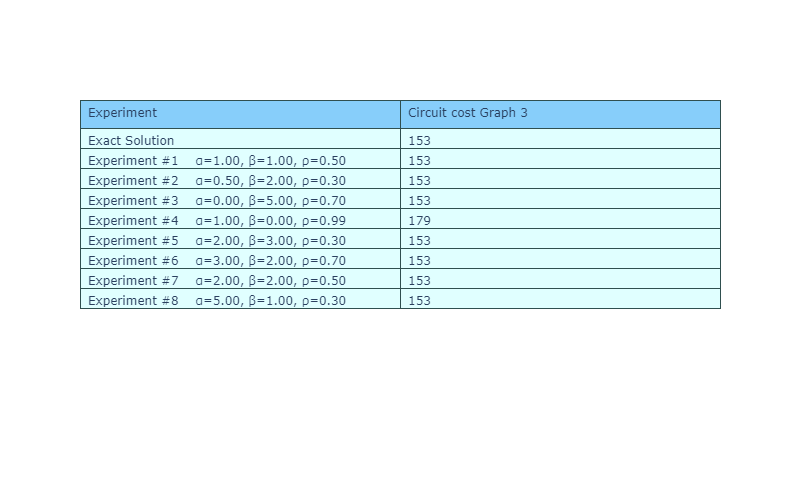 Experiment Circuit cost Graph 3
Exact Solution 153
Experiment #1 α=1.00, β=1.00, ρ=0.50 153
Experiment #2 α=0.50, β=2.00, ρ=0.30 153
Experiment #3 α=0.00, β=5.00, ρ=0.70 153
Experiment #4 α=1.00, β=0.00, ρ=0.99 179
Experiment #5 α=2.00, β=3.00, ρ=0.30 153
Experiment #6 α=3.00, β=2.00, ρ=0.70 153
Experiment #7 α=2.00, β=2.00, ρ=0.50 153
Experiment #8 α=5.00, β=1.00, ρ=0.30 153